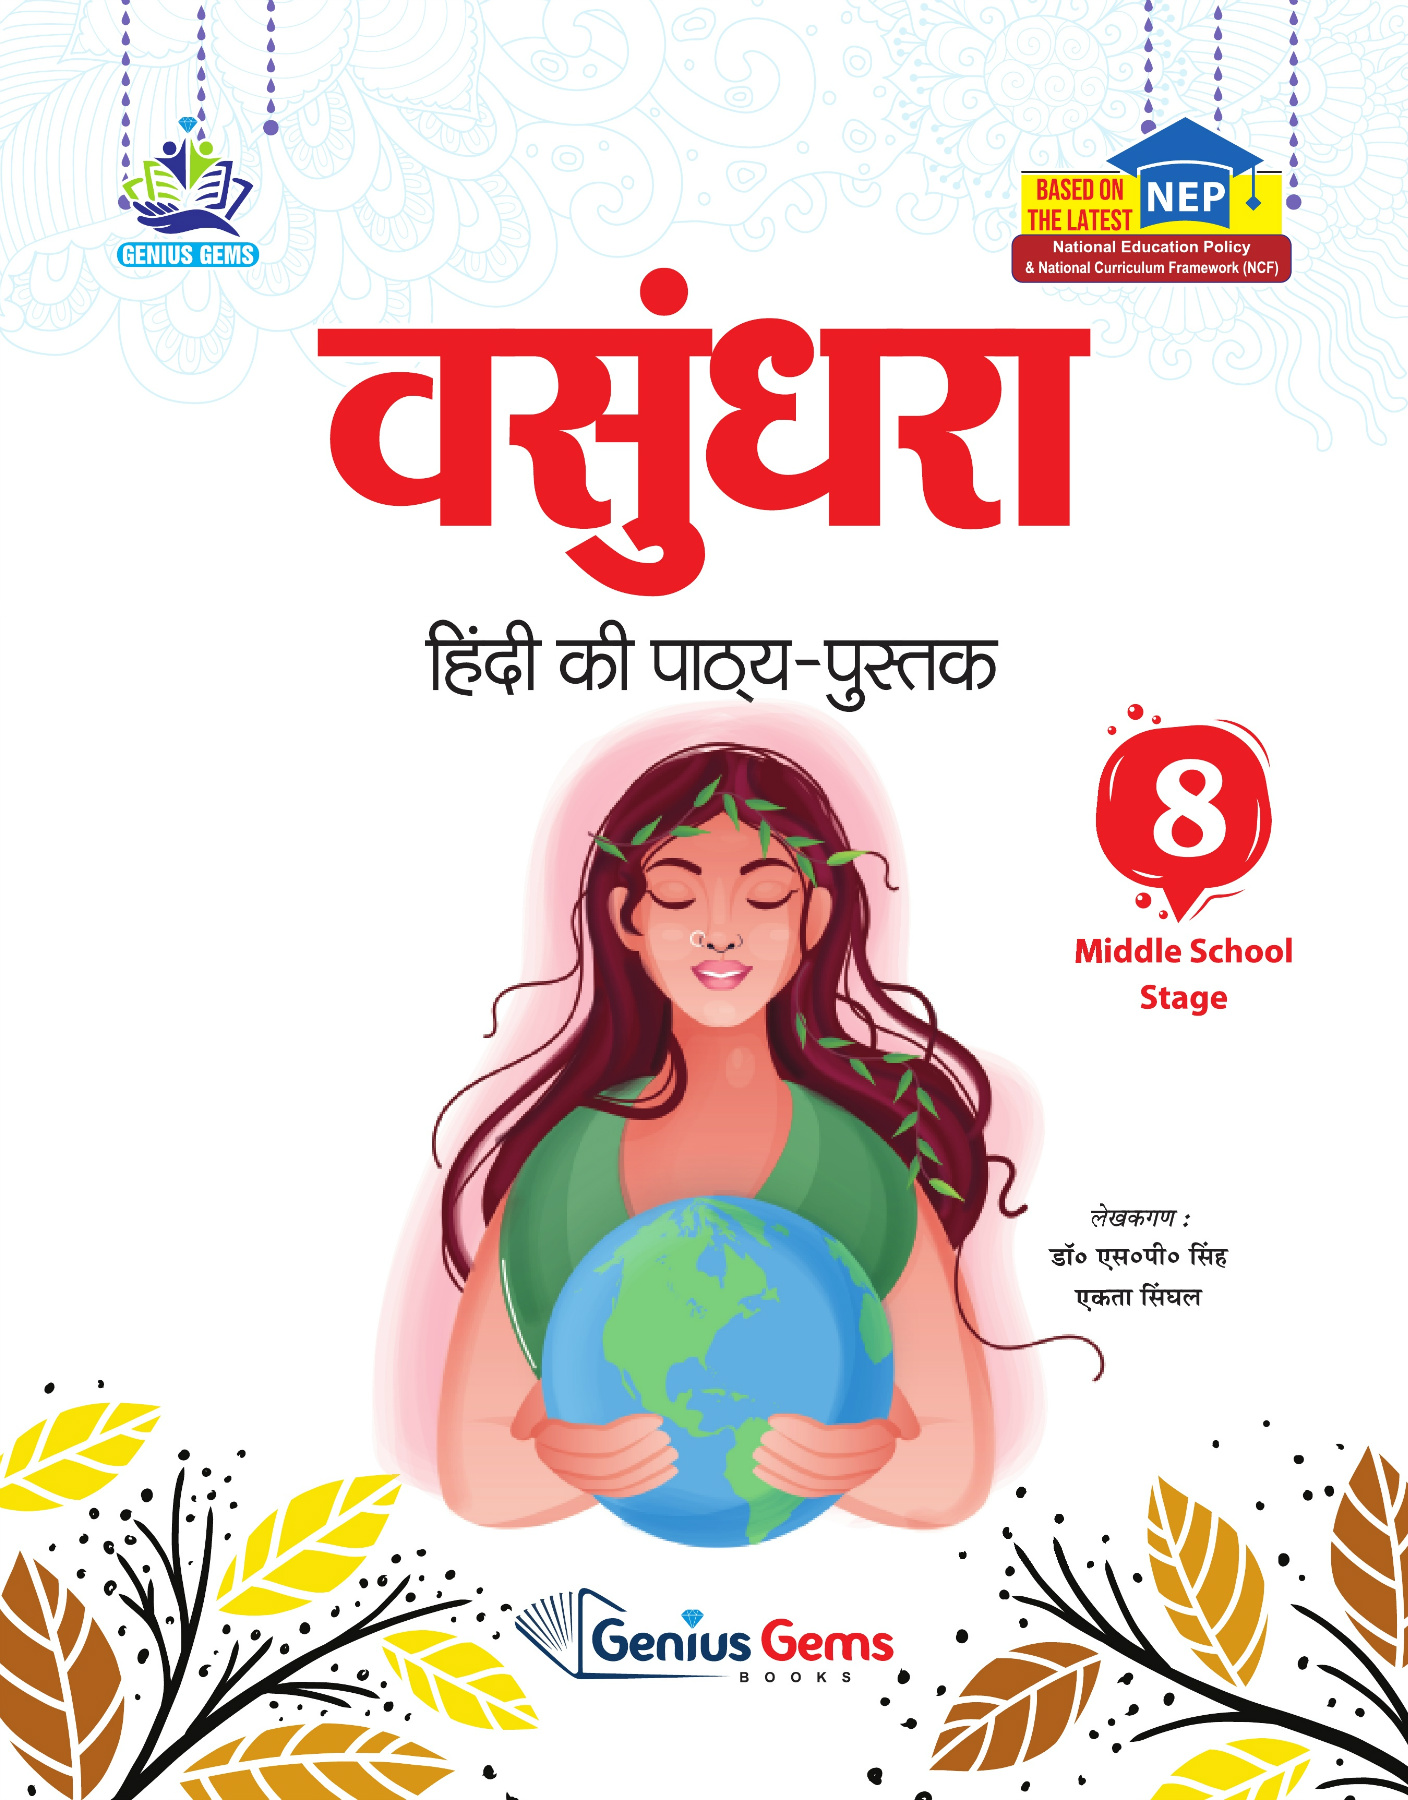 GENIUS GEMS
BASED ON
THE LATEST
NEP
National Education Policy
& National Curriculum Framework (NCF)
वसुंधरा
हिंदी की पाठ्य-पुस्तक
8
Middle School
Stage
लेखकगण :
डॉ० एस०पी० सिंह
एकता सिंघल
Genius Gems
BOOKS